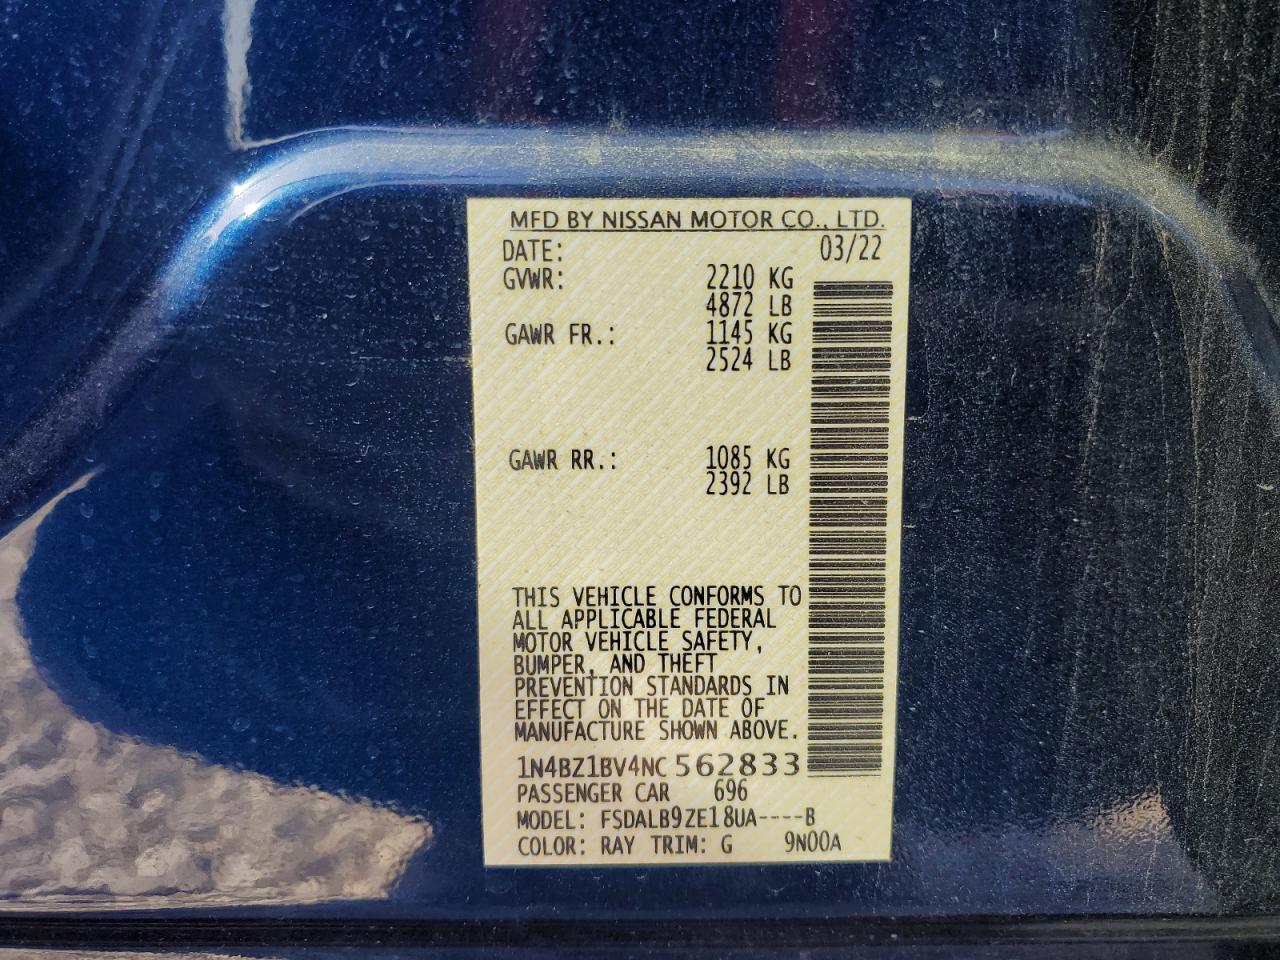 MFD BY NISSAN MOTOR CO., LTD.
DATE: 03/22
GVWR: 2210 KG
4872 LB
GAWR FR.: 1145 KG
2524 LB
GAWR RR.: 1085 KG
2392 LB
THIS VEHICLE CONFORMS TO
ALL APPLICABLE FEDERAL
MOTOR VEHICLE SAFETY,
BUMPER, AND THEFT
PREVENTION STANDARDS IN
EFFECT ON THE DATE OF
MANUFACTURE SHOWN ABOVE.
1N4BZ1BV4NC562833
PASSENGER CAR 696
MODEL: FSDALB9ZE18UA----B
COLOR: RAY TRIM: G 9N00A